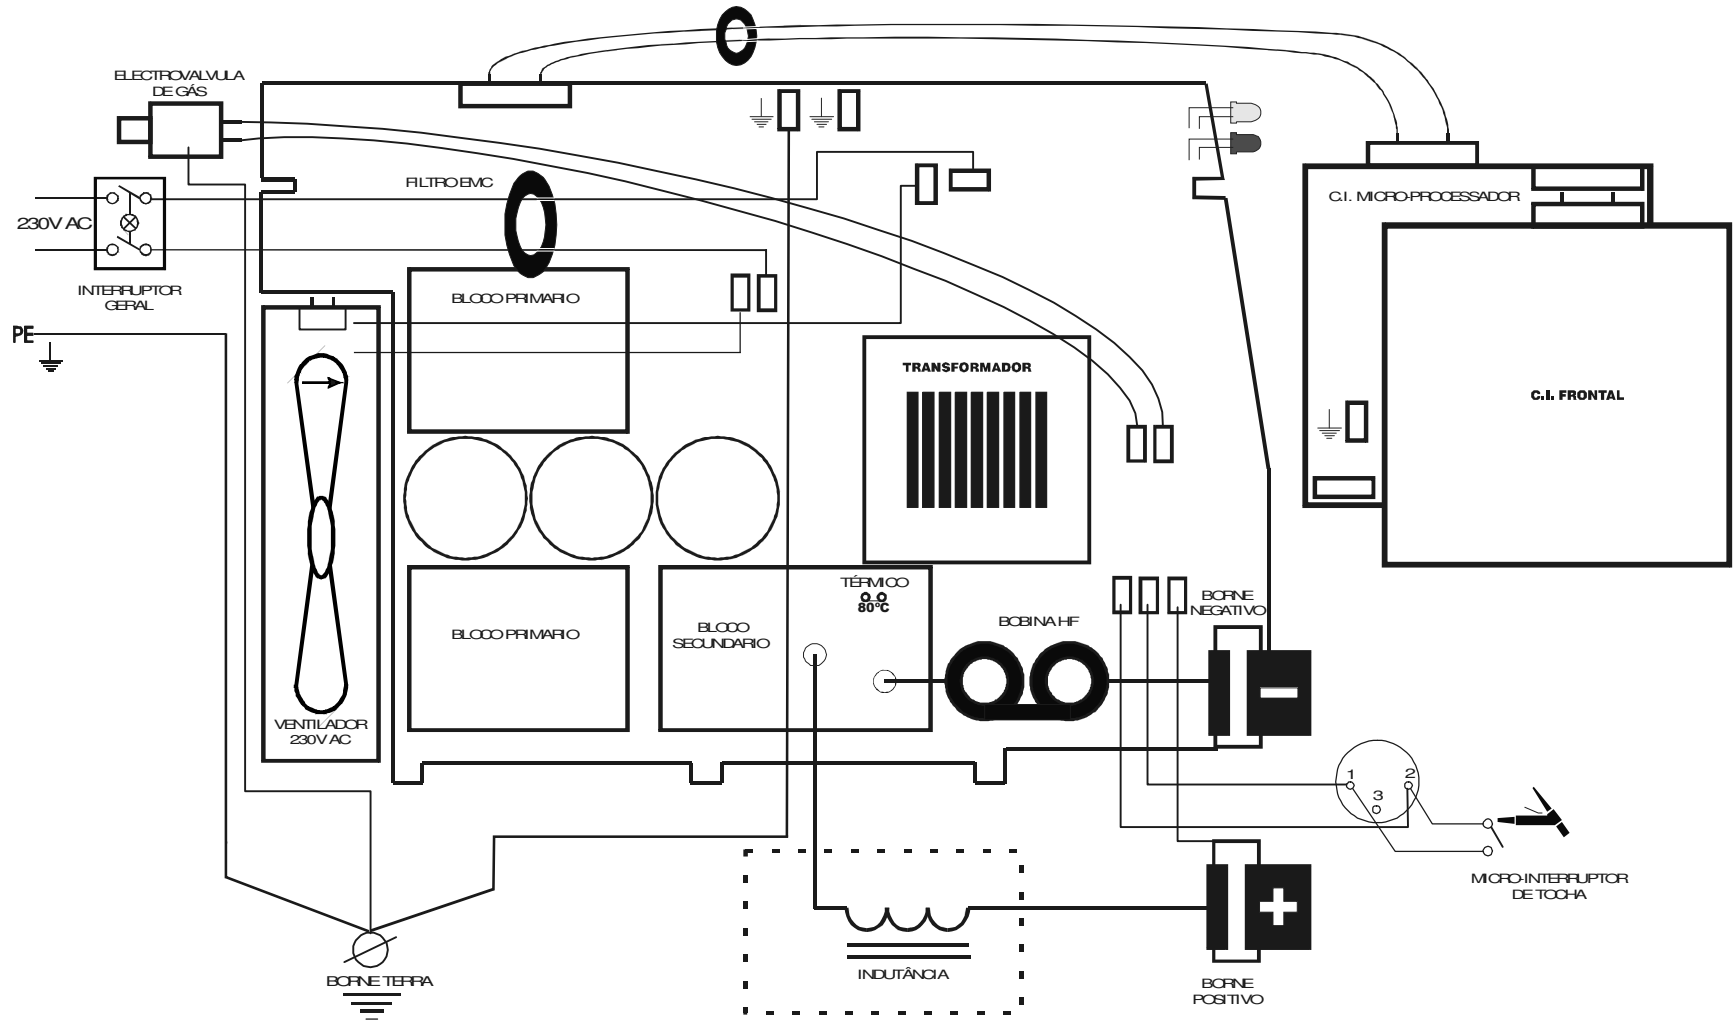 ELECTROVALVULA
DE GÁS
FILTRO EMC
C.I. MICRO-PROCESSADOR
230V AC
INTERRUPTOR
GERAL
BLOCO PRIMARIO
PE
TRANSFORMADOR
C.I. FRONTAL
TÉRMICO
80°C
BORNE
NEGATIVO
BLOCO
SECUNDARIO
BOBINA HF
BLOCO PRIMARIO
VENTILADOR
230V AC
1
2
3
MICRO-INTERRUPTOR
DE TOCHA
BORNE TERRA
INDUTÂNCIA
BORNE
POSITIVO